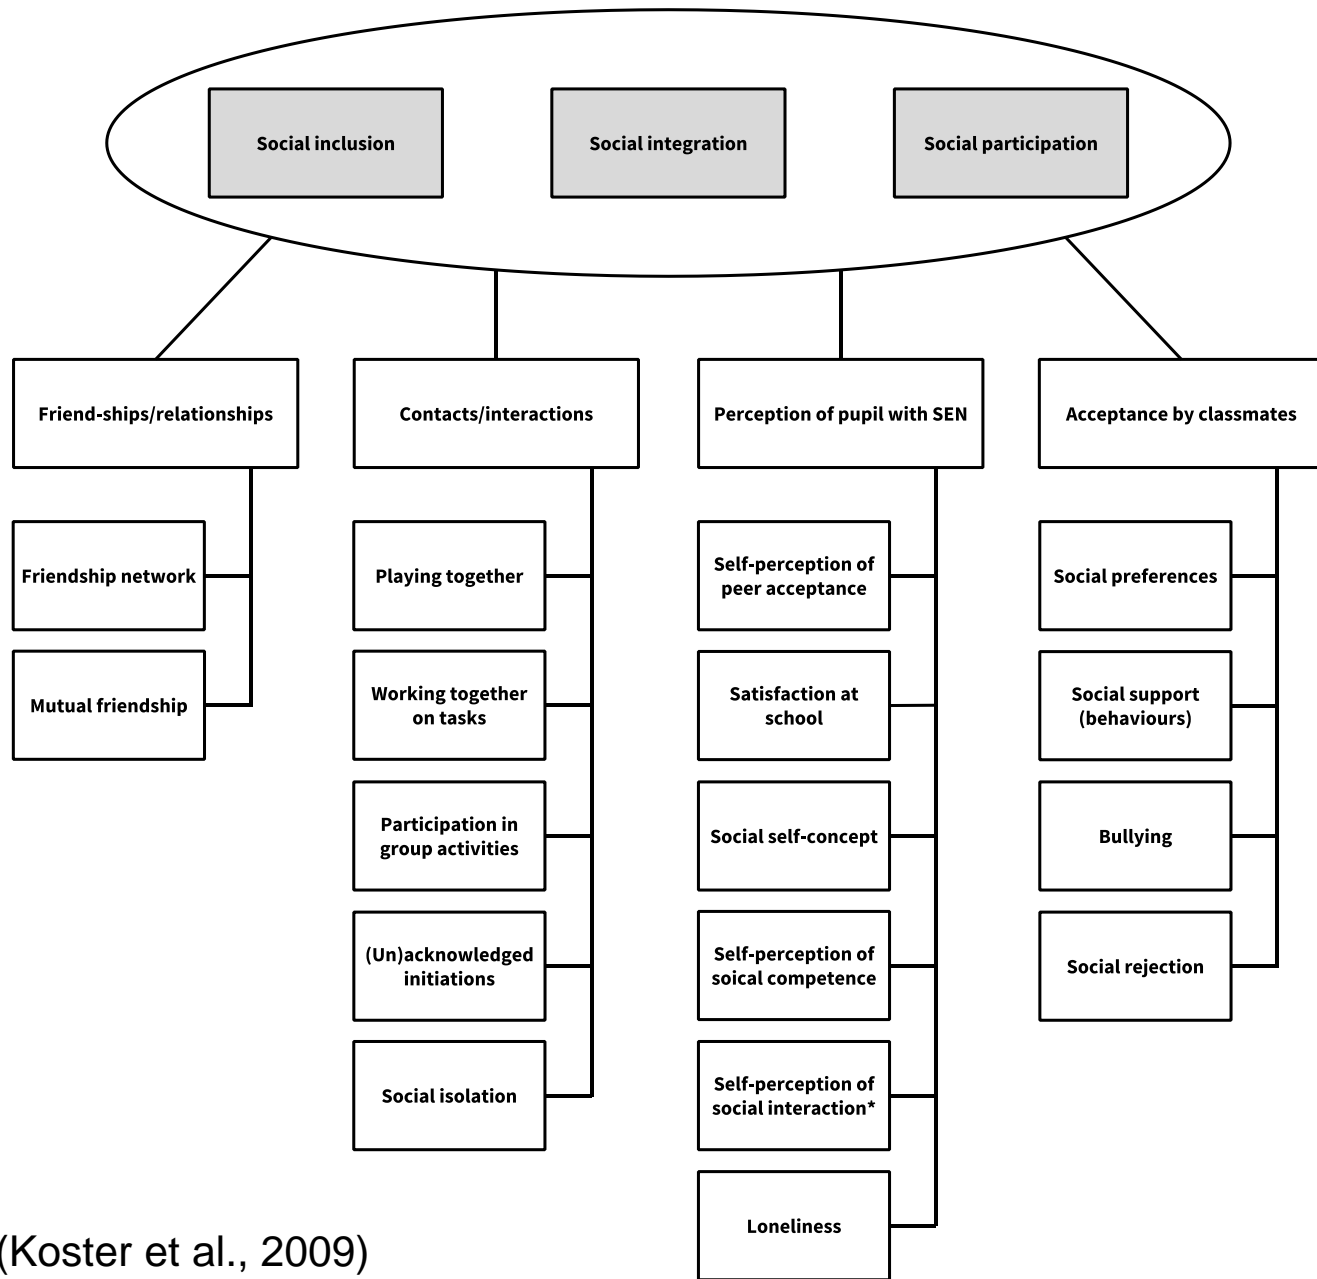 Social inclusion
Social integration
Social participation
Friend-ships/relationships
Contacts/interactions
Perception of pupil with SEN
Acceptance by classmates
Friendship network
Mutual friendship
Playing together
Working together
on tasks
Participation in
group activities
(Un)acknowledged
initiations
Social isolation
Self-perception of
peer acceptance
Satisfaction at
school
Social self-concept
Self-perception of
soical competence
Self-perception of
social interaction*
Loneliness
Social preferences
Social support
(behaviours)
Bullying
Social rejection
(Koster et al., 2009)